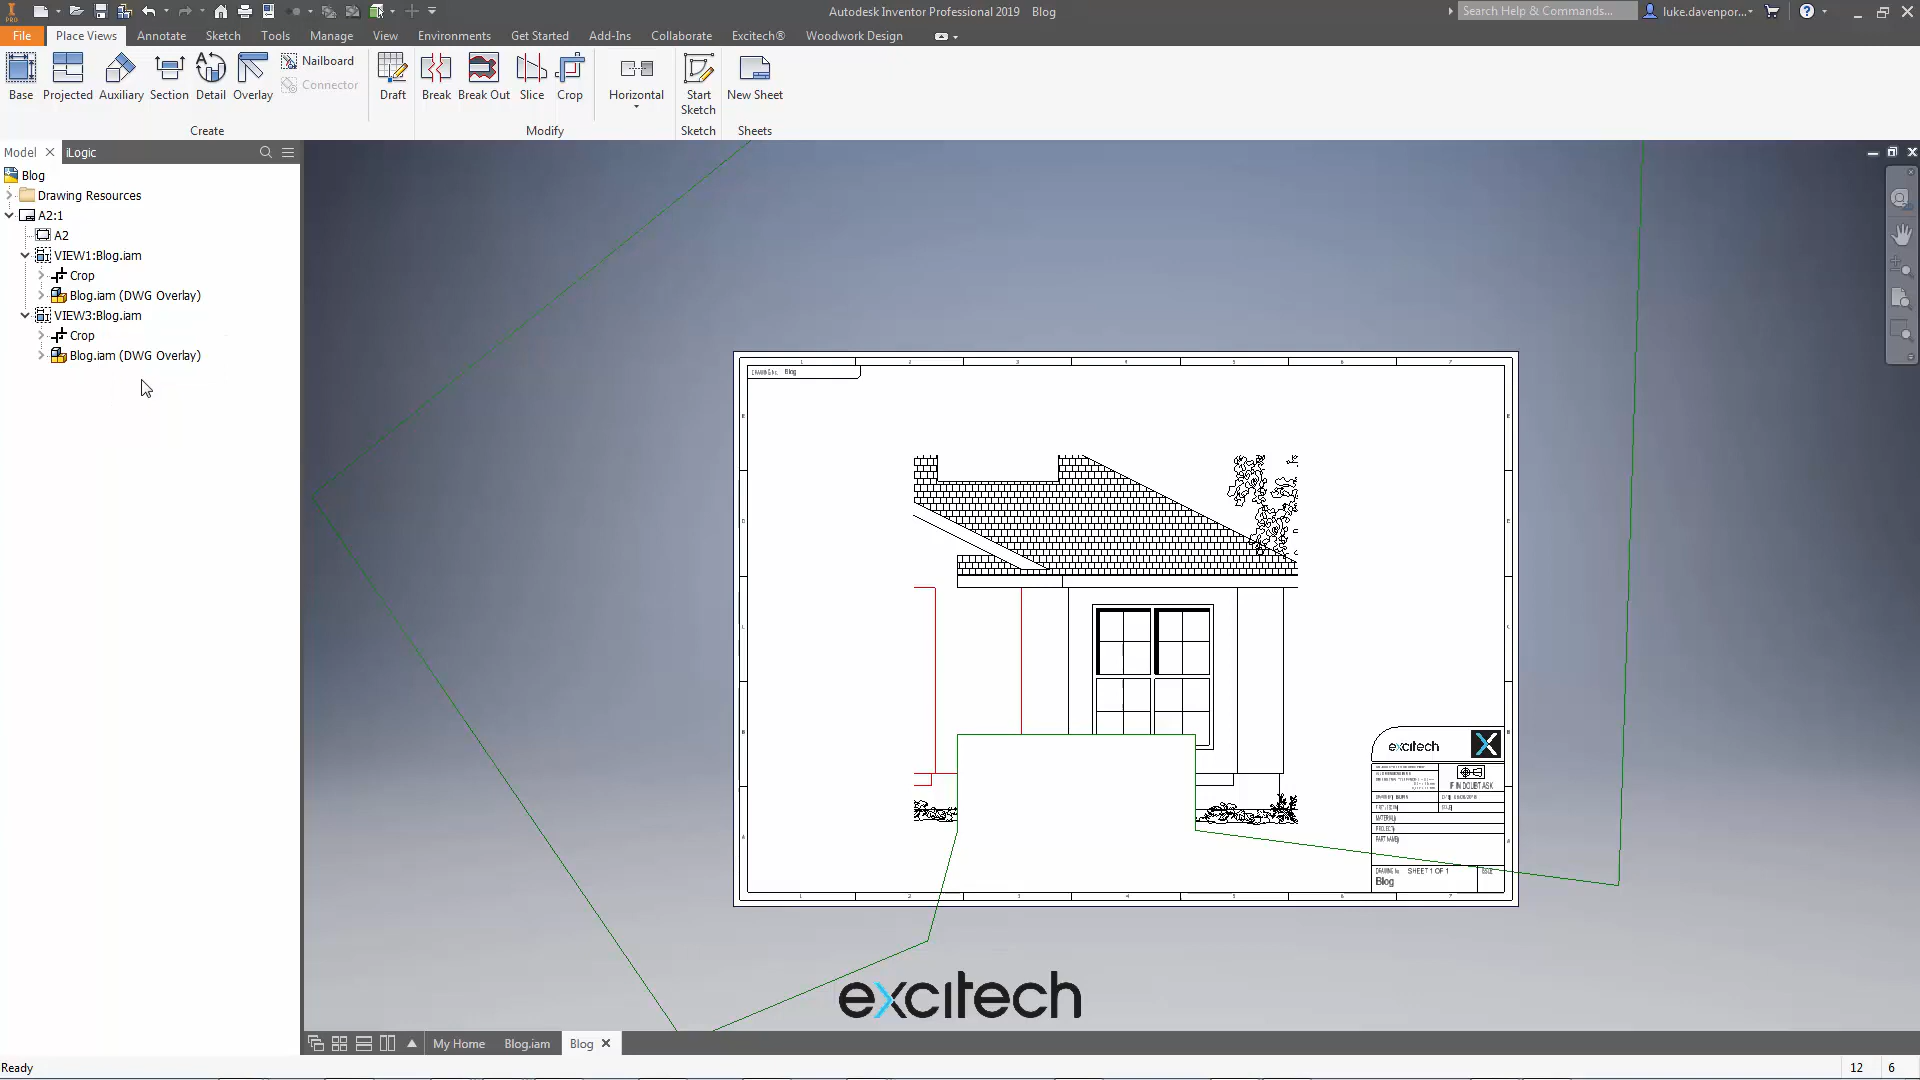 Autodesk Inventor Professional 2019 Blog
Search Help & Commands...
luke.davenpor...
PRO
File
Place Views
Annotate
Sketch
Tools
Manage
View
Environments
Get Started
Add-Ins
Collaborate
Excitech®
Woodwork Design
Base
Projected
Auxiliary
Section
Detail
Overlay
Nailboard
Connector
Draft
Break
Break Out
Slice
Crop
Horizontal
Start
Sketch
New Sheet
Create
Modify
Sketch
Sheets
Model
iLogic
Blog
Drawing Resources
A2:1
A2
VIEW1:Blog.iam
Crop
Blog.iam (DWG Overlay)
VIEW3:Blog.iam
Crop
Blog.iam (DWG Overlay)
Blog
excitech
IF IN DOUBT ASK
SHEET 1 OF 1
Blog
excitech
My Home
Blog.iam
Blog
Ready
12
6